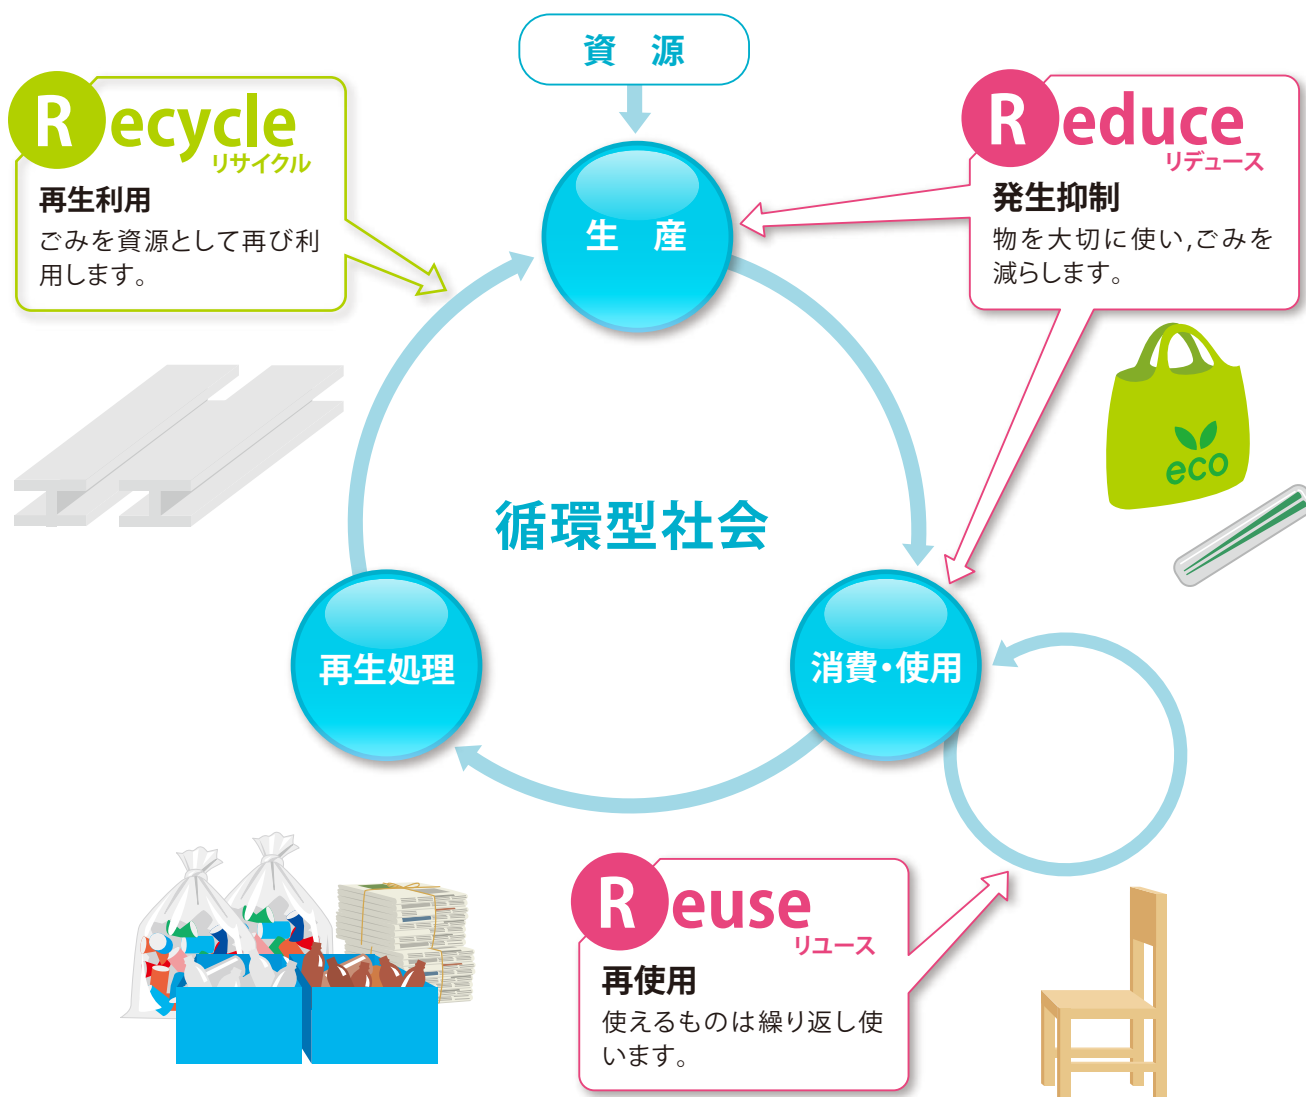 資 源
Recycle
リサイクル
再生利用
ごみを資源として再び利
用します。
Reduce
リデュース
発生抑制
物を大切に使い,ごみを
減らします。
生 産
eco
循環型社会
再生処理
消費・使用
Reuse
リユース
再使用
使えるものは繰り返し使
います。